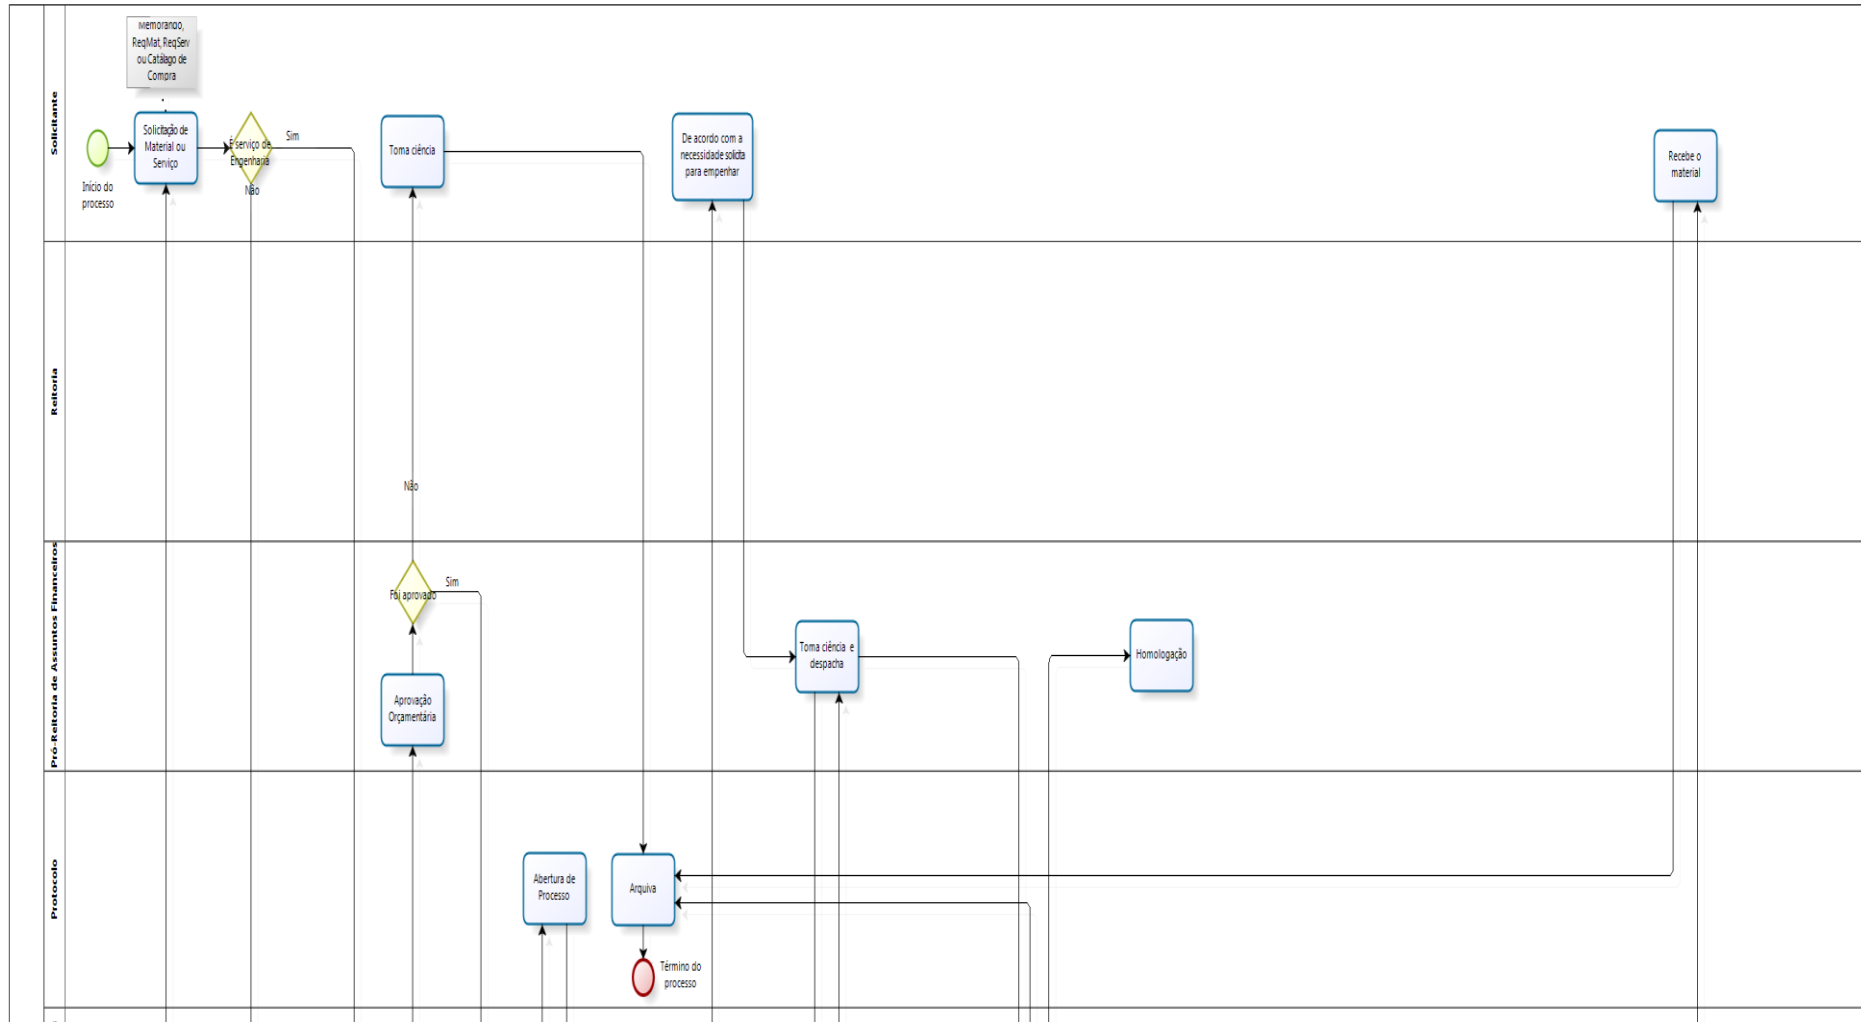 Memorando,
ReqMat, ReqServ
ou Catálago de
Compra
Solicitante
Início do
processo
Solicitação de
Material ou
Serviço
É serviço de
Engenharia
Sim
Não
Toma ciência
De acordo com a
necessidade solicita
para empenhar
Recebe o
material
Reitoria
Não
Pró-Reitoria de Assuntos Financeiros
Foi aprovado
Sim
Aprovação
Orçamentária
Toma ciência e
despacha
Homologação
Protocolo
Abertura de
Processo
Arquiva
Término do
processo